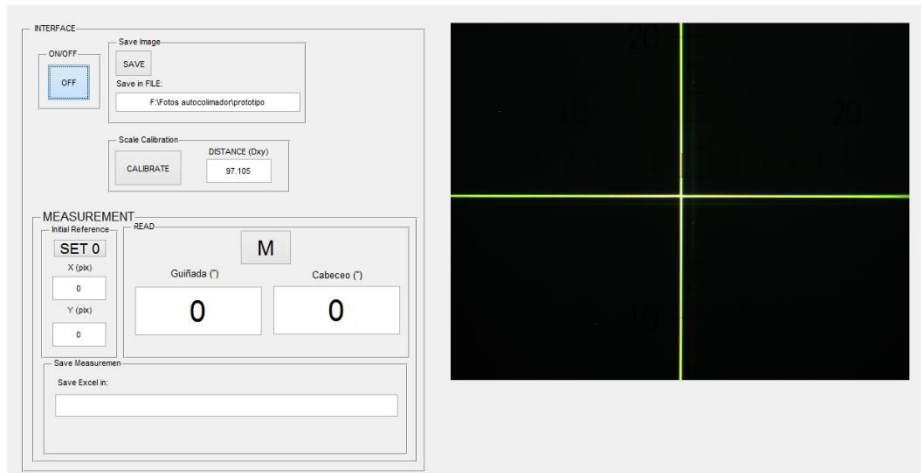 INTERFACE
ON/OFF
OFF
Save Image
SAVE
Save in FILE:
F:\Fotos autocolimador\prototipo
Scale Calibration
CALIBRATE
DISTANCE (Dxy)
97.105
MEASUREMENT
Initial Reference
SET 0
X (pix)
0
Y (pix)
0
READ
M
Guiñada (")
0
Cabeceo (")
0
Save Measuremen
Save Excel in:
20
10
20
10